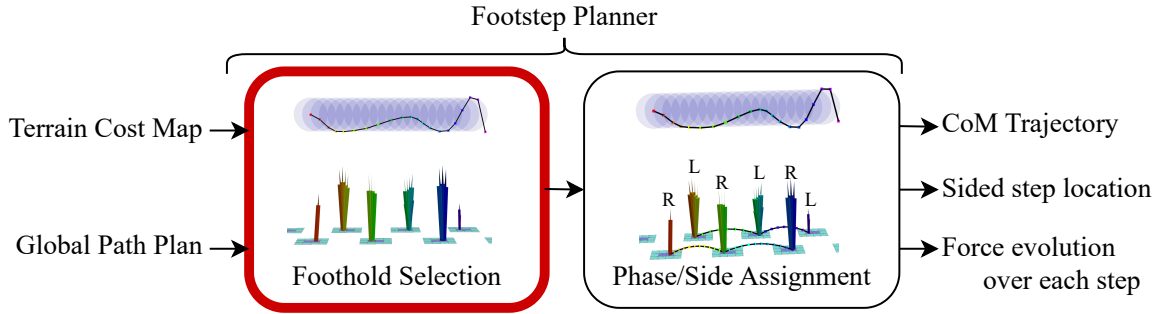 Footstep Planner
Terrain Cost Map
Global Path Plan
Foothold Selection
L
R
L
R
R
L
Phase/Side Assignment
CoM Trajectory
Sided step location
Force evolution
over each step